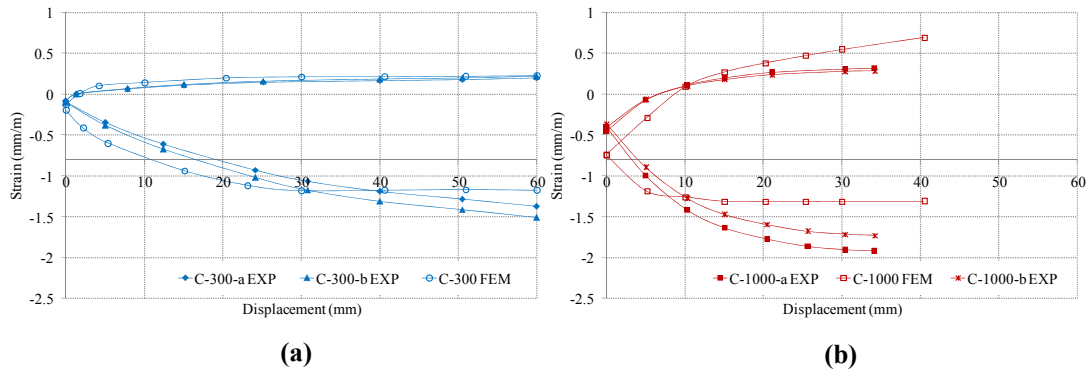 1
1
0.5
0.5
0
0
-0.5
-0.5
-1
-1
-1.5
-1.5
-2
-2
-2.5
-2.5
0 10 20 30 40 50 60
0 10 20 30 40 50 60
Strain (mm/m)
Strain (mm/m)
C-300-a EXP C-300-b EXP C-300 FEM
C-1000-a EXP C-1000 FEM C-1000-b EXP
Displacement (mm)
Displacement (mm)
(a)
(b)